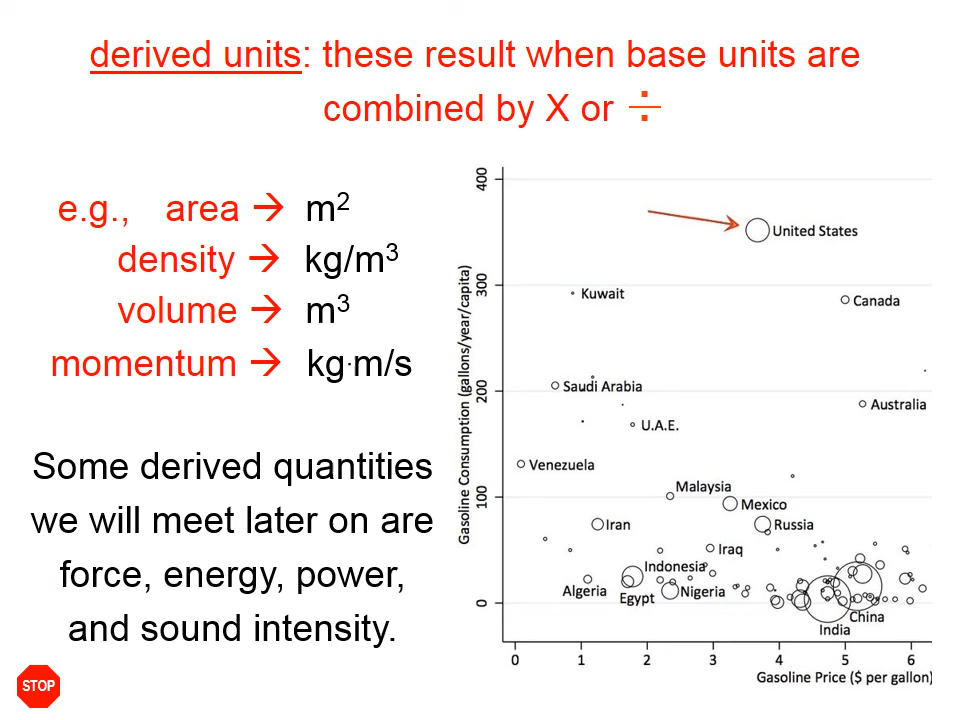 derived units: these result when base units are
combined by X or ÷
e.g., area → m²
density → kg/m³
volume → m³
momentum → kg·m/s
Some derived quantities
we will meet later on are
force, energy, power,
and sound intensity.
STOP
Gasoline Consumption (gallons/year/capita)
400
300
200
100
0
United States
Kuwait
Canada
Saudi Arabia
Australia
U.A.E.
Venezuela
Malaysia
Mexico
Iran
Russia
Iraq
Indonesia
Algeria
Egypt
Nigeria
China
India
0 1 2 3 4 5 6
Gasoline Price ($ per gallon)